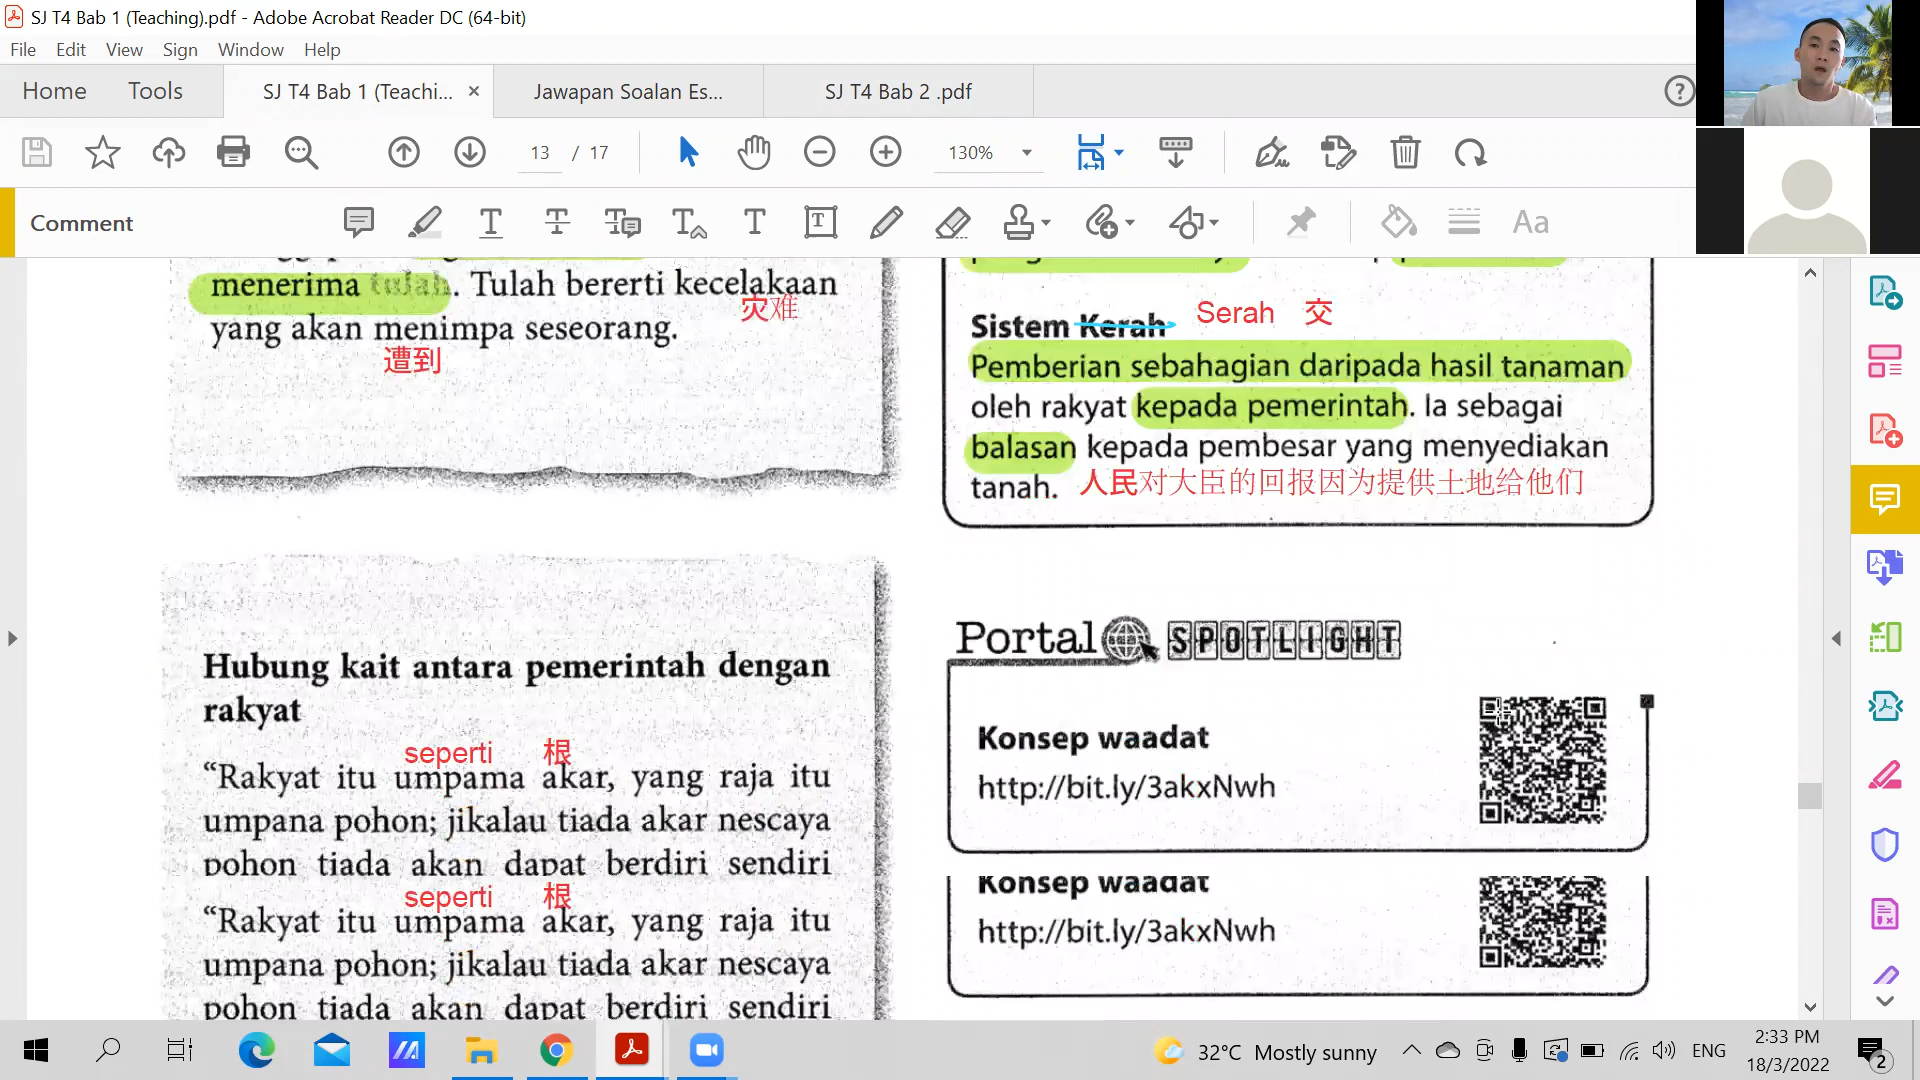 SJ T4 Bab 1 (Teaching).pdf - Adobe Acrobat Reader DC (64-bit)
File Edit View Sign Window Help
Home Tools SJ T4 Bab 1 (Teachi... × Jawapan Soalan Es... SJ T4 Bab 2 .pdf
13 / 17 130%
Comment
menerima tulah. Tulah bererti kecelakaan
灾难
yang akan menimpa seseorang.
遭到
Sistem Kerah Serah 交
Pemberian sebahagian daripada hasil tanaman
oleh rakyat kepada pemerintah. Ia sebagai
balasan kepada pembesar yang menyediakan
tanah. 人民对大臣的回报因为提供土地给他们
Hubung kait antara pemerintah dengan
rakyat
seperti 根
“Rakyat itu umpama akar, yang raja itu
umpana pohon; jikalau tiada akar nescaya
pohon tiada akan dapat berdiri sendiri
seperti 根
“Rakyat itu umpama akar, yang raja itu
umpana pohon; jikalau tiada akar nescaya
pohon tiada akan dapat berdiri sendiri
Portal SPOTLIGHT
Konsep waadat
http://bit.ly/3akxNwh
Konsep waadat
http://bit.ly/3akxNwh
32°C Mostly sunny
ENG
2:33 PM
18/3/2022
2